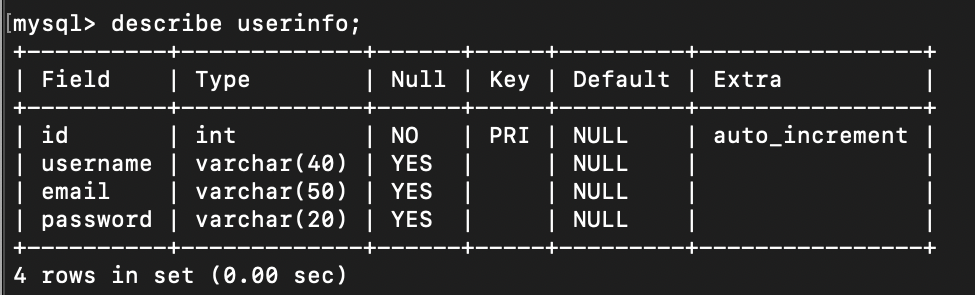 [mysql> describe userinfo;
+----------+-------------+------+-----+---------+----------------+
| Field    | Type        | Null | Key | Default | Extra          |
+----------+-------------+------+-----+---------+----------------+
| id       | int         | NO   | PRI | NULL    | auto_increment |
| username | varchar(40) | YES  |     | NULL    |                |
| email    | varchar(50) | YES  |     | NULL    |                |
| password | varchar(20) | YES  |     | NULL    |                |
+----------+-------------+------+-----+---------+----------------+
4 rows in set (0.00 sec)